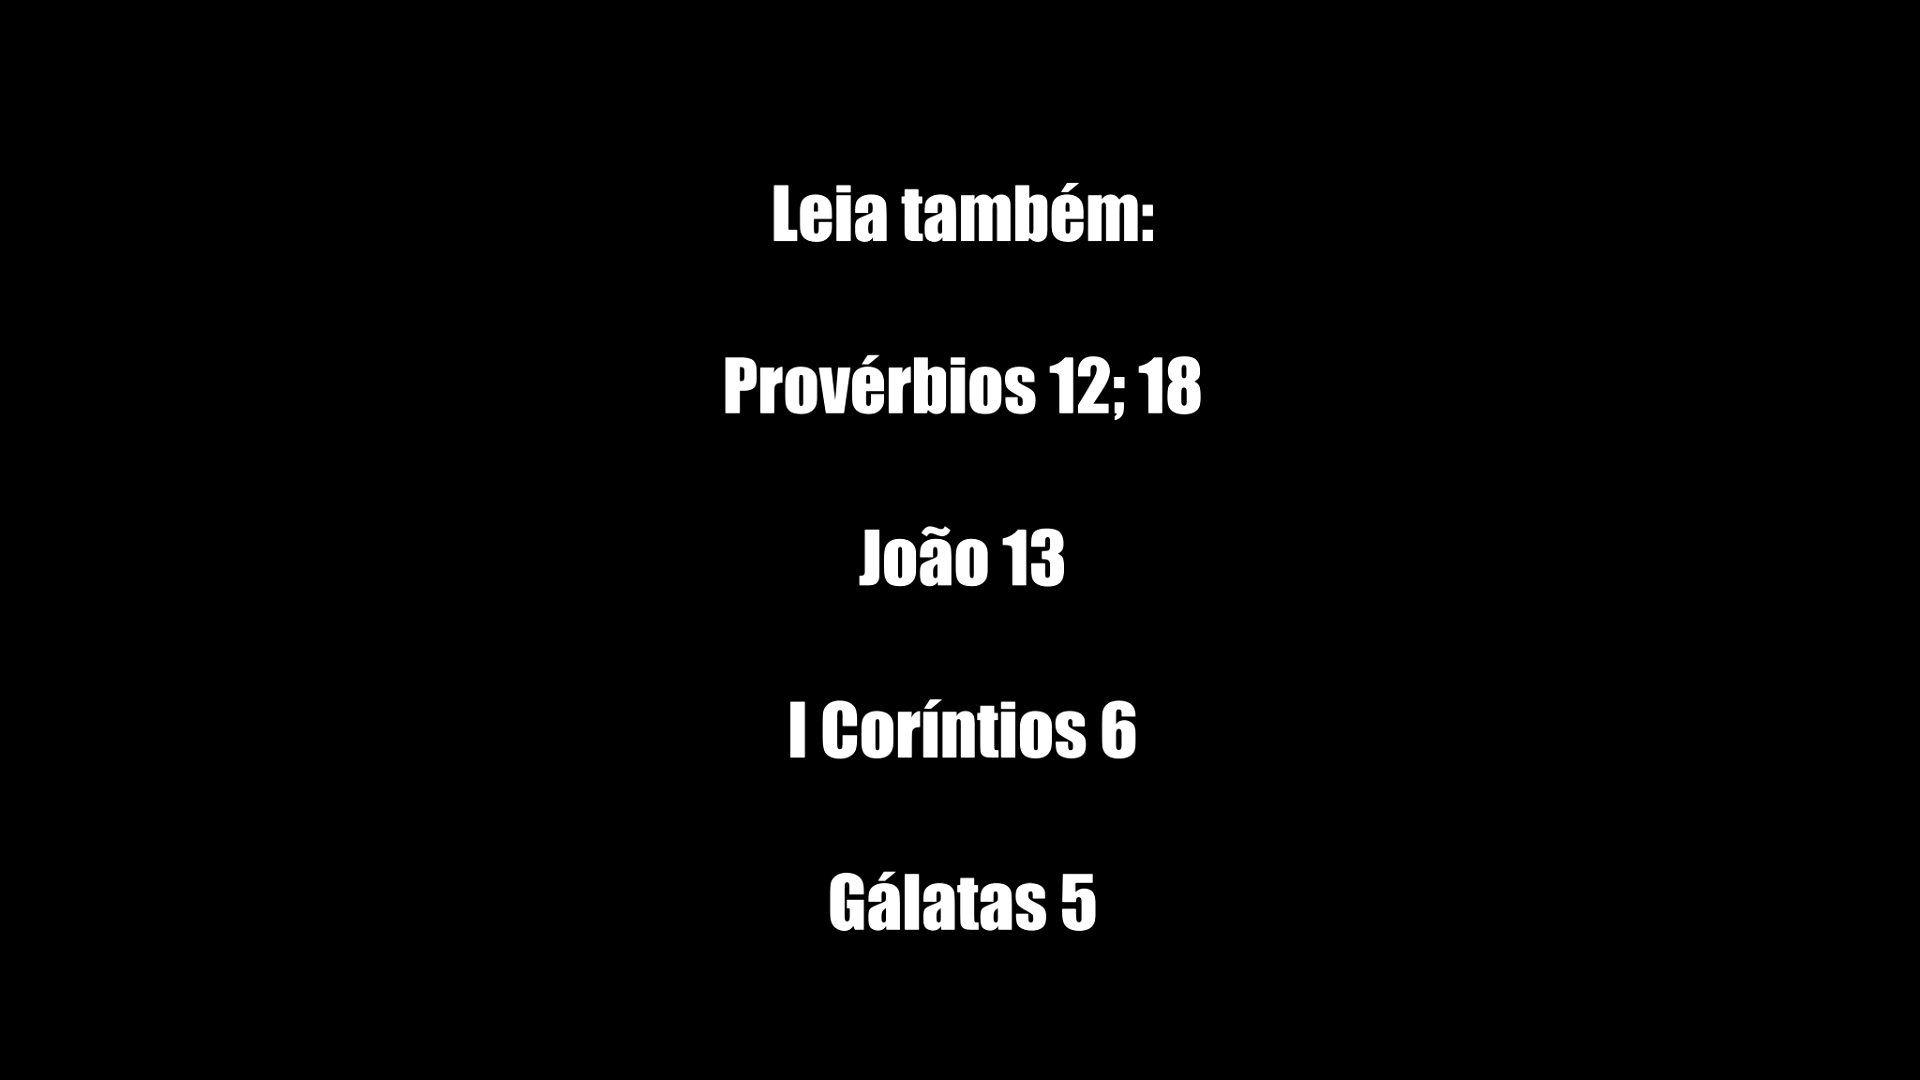 Leia também:
Provérbios 12; 18
João 13
I Coríntios 6
Gálatas 5